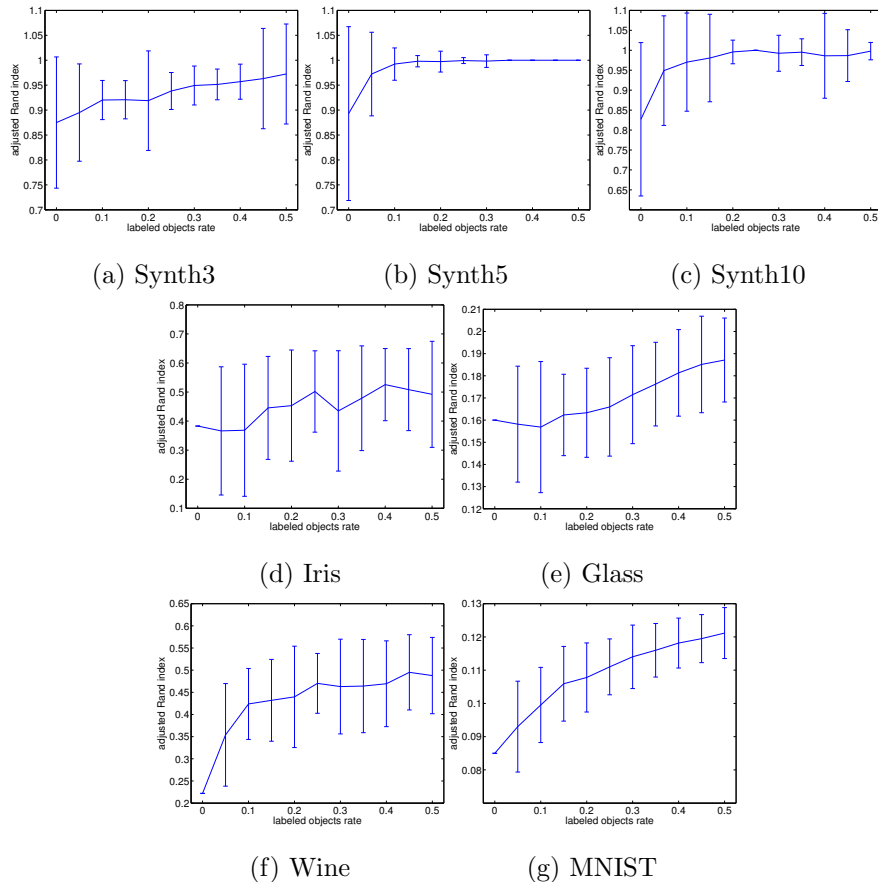 1.1
1.05
1
0.95
0.9
0.85
0.8
0.75
0.7
adjusted Rand index
0 0.1 0.2 0.3 0.4 0.5
labeled objects rate
(a) Synth3
1.1
1.05
1
0.95
0.9
0.85
0.8
0.75
0.7
adjusted Rand index
0 0.1 0.2 0.3 0.4 0.5
labeled objects rate
(b) Synth5
1.1
1.05
1
0.95
0.9
0.85
0.8
0.75
0.7
0.65
adjusted Rand index
0 0.1 0.2 0.3 0.4 0.5
labeled objects rate
(c) Synth10
0.8
0.7
0.6
0.5
0.4
0.3
0.2
0.1
adjusted Rand index
0 0.1 0.2 0.3 0.4 0.5
labeled objects rate
(d) Iris
0.21
0.2
0.19
0.18
0.17
0.16
0.15
0.14
0.13
0.12
adjusted Rand index
0 0.1 0.2 0.3 0.4 0.5
labeled objects rate
(e) Glass
0.65
0.6
0.55
0.5
0.45
0.4
0.35
0.3
0.25
0.2
adjusted Rand index
0 0.1 0.2 0.3 0.4 0.5
labeled objects rate
(f) Wine
0.13
0.12
0.11
0.1
0.09
0.08
adjusted Rand index
0 0.1 0.2 0.3 0.4 0.5
labeled objects rate
(g) MNIST